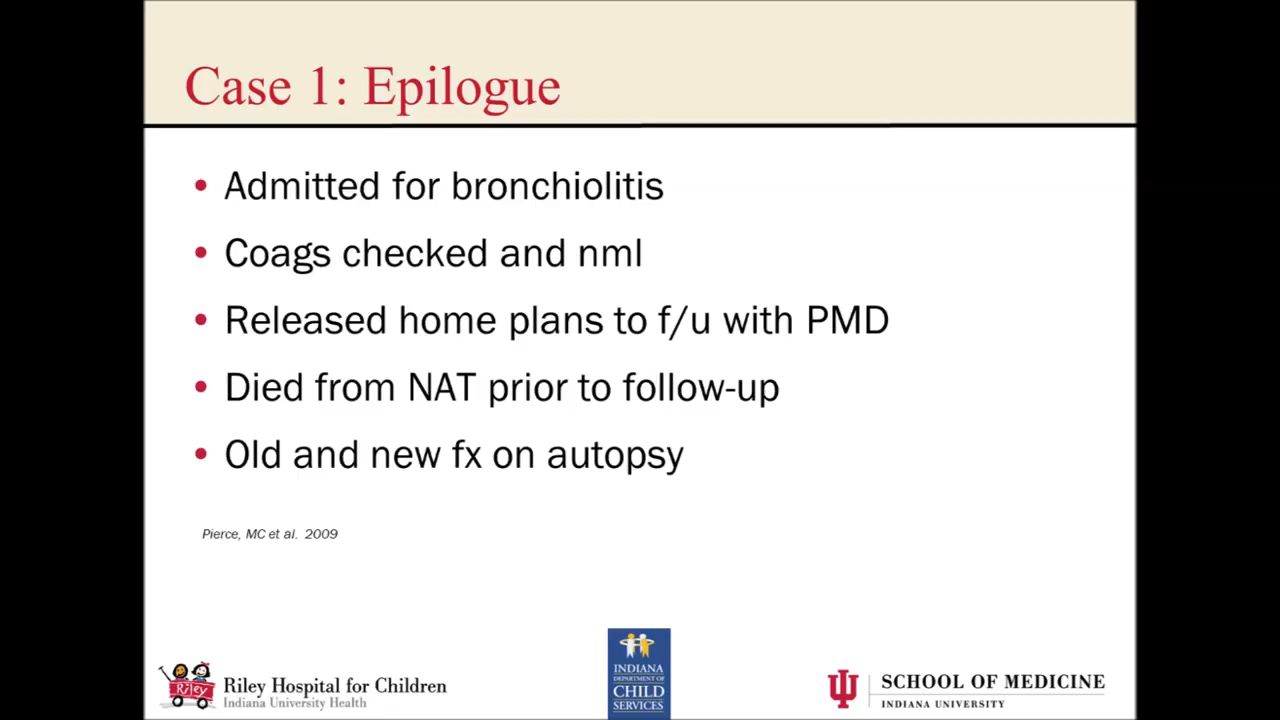 Case 1: Epilogue
• Admitted for bronchiolitis
• Coags checked and nml
• Released home plans to f/u with PMD
• Died from NAT prior to follow-up
• Old and new fx on autopsy
Pierce, MC et al. 2009
Riley
Riley Hospital for Children
Indiana University Health
INDIANA
DEPARTMENT OF
CHILD
SERVICES
SCHOOL OF MEDICINE
INDIANA UNIVERSITY